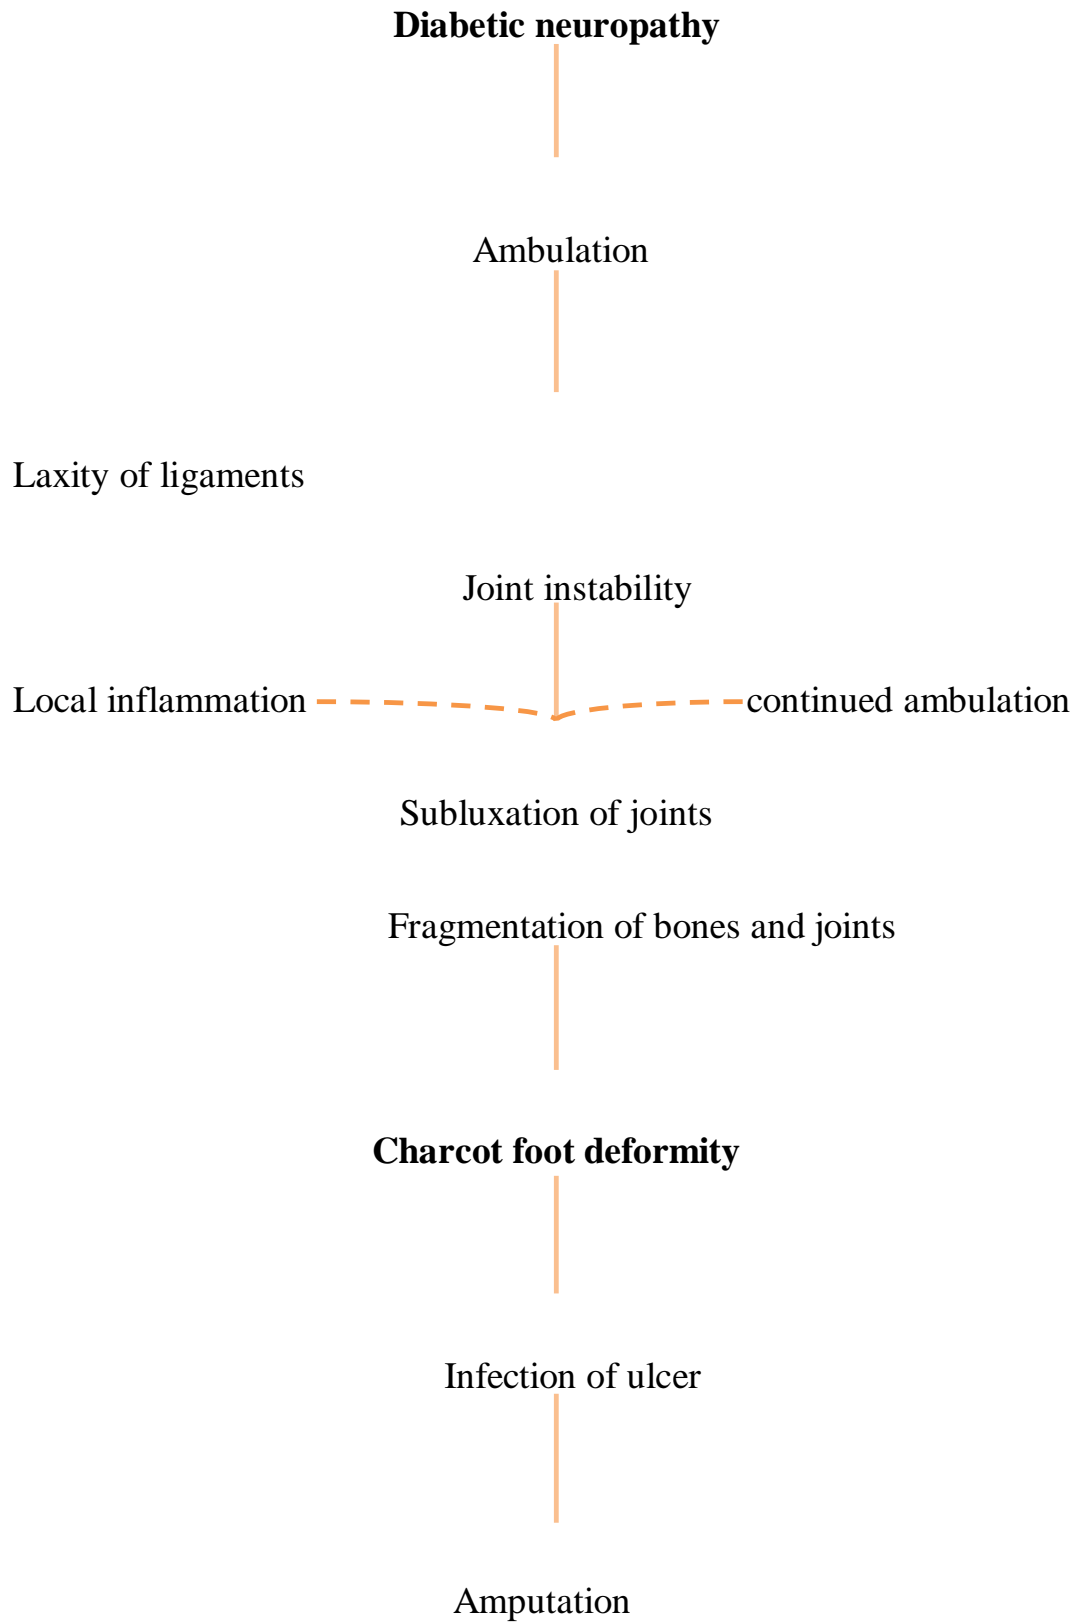 Diabetic neuropathy
Ambulation
Laxity of ligaments
Joint instability
Local inflammation continued ambulation
Subluxation of joints
Fragmentation of bones and joints
Charcot foot deformity
Infection of ulcer
Amputation